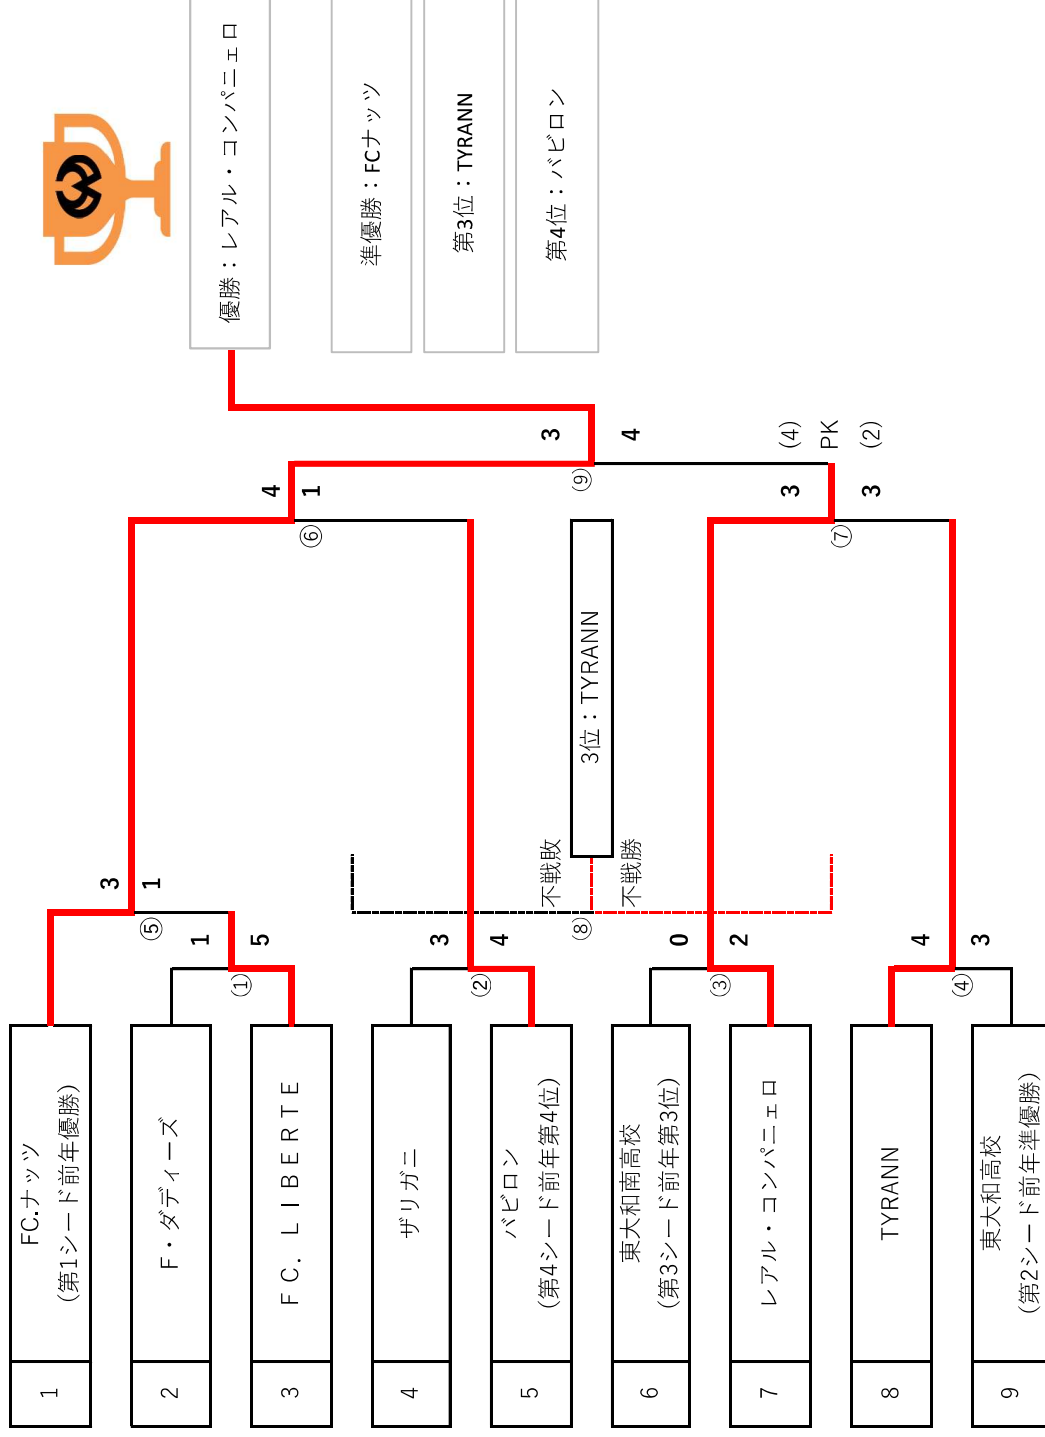 優勝：レアル・コンパニェロ
準優勝：FCナッツ
第3位：TYRANN
第4位：バビロン
3
4
(4)
PK
(2)
4
1
⑨
3
3
⑥
⑦
3位：TYRANN
不戦敗
不戦勝
3
1
⑤
⑧
1
5
3
4
0
2
4
3
①
②
③
④
FC.ナッツ
(第1シード前年優勝)
F・ダディーズ
ＦＣ．ＬＩＢＥＲＴＥ
ザリガニ
バビロン
(第4シード前年第4位)
東大和南高校
(第3シード前年第3位)
レアル・コンパニェロ
TYRANN
東大和高校
(第2シード前年準優勝)
1
2
3
4
5
6
7
8
9